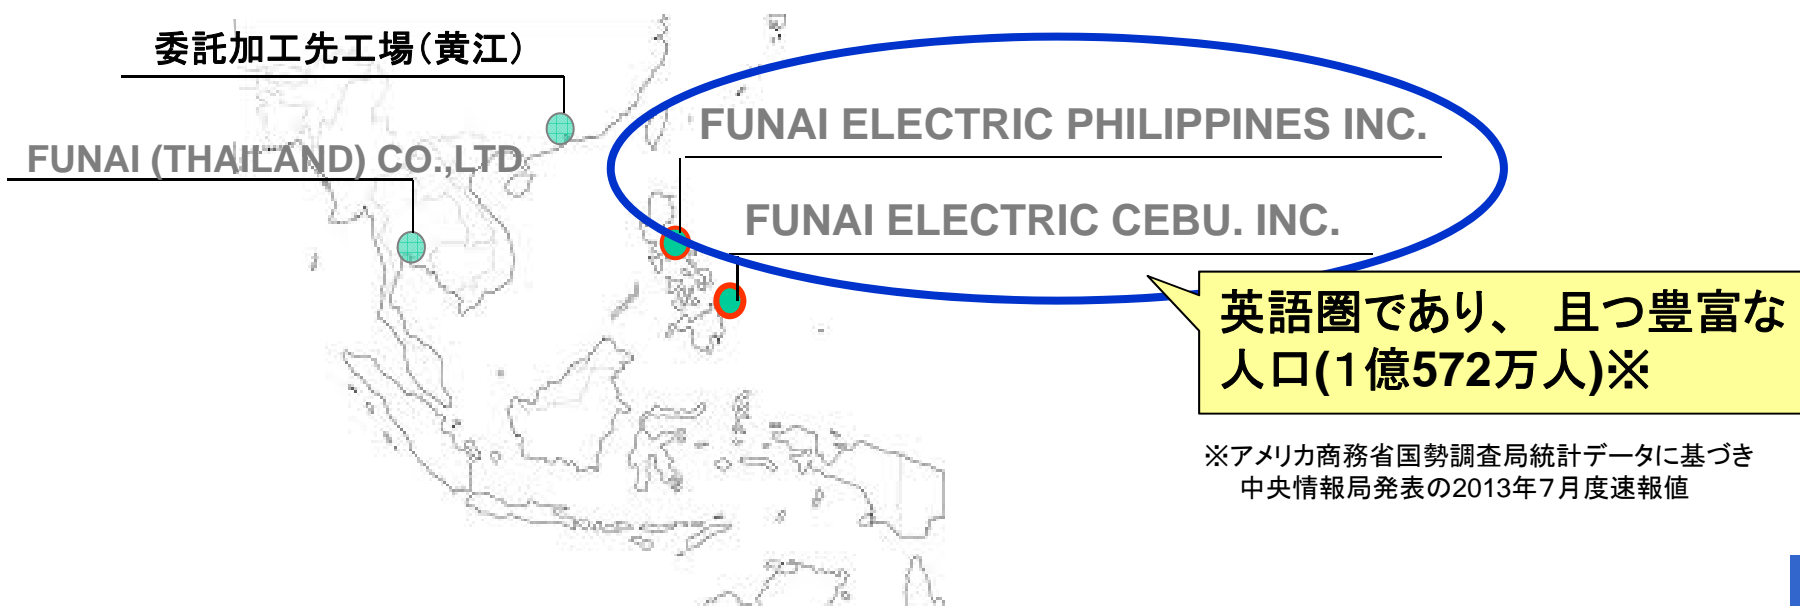 委託加工先工場（黄江）
FUNAI ELECTRIC PHILIPPINES INC.
FUNAI (THAILAND) CO.,LTD
FUNAI ELECTRIC CEBU. INC.
英語圏であり、 且つ豊富な
人口(１億572万人)※
※アメリカ商務省国勢調査局統計データに基づき
中央情報局発表の2013年７月度速報値